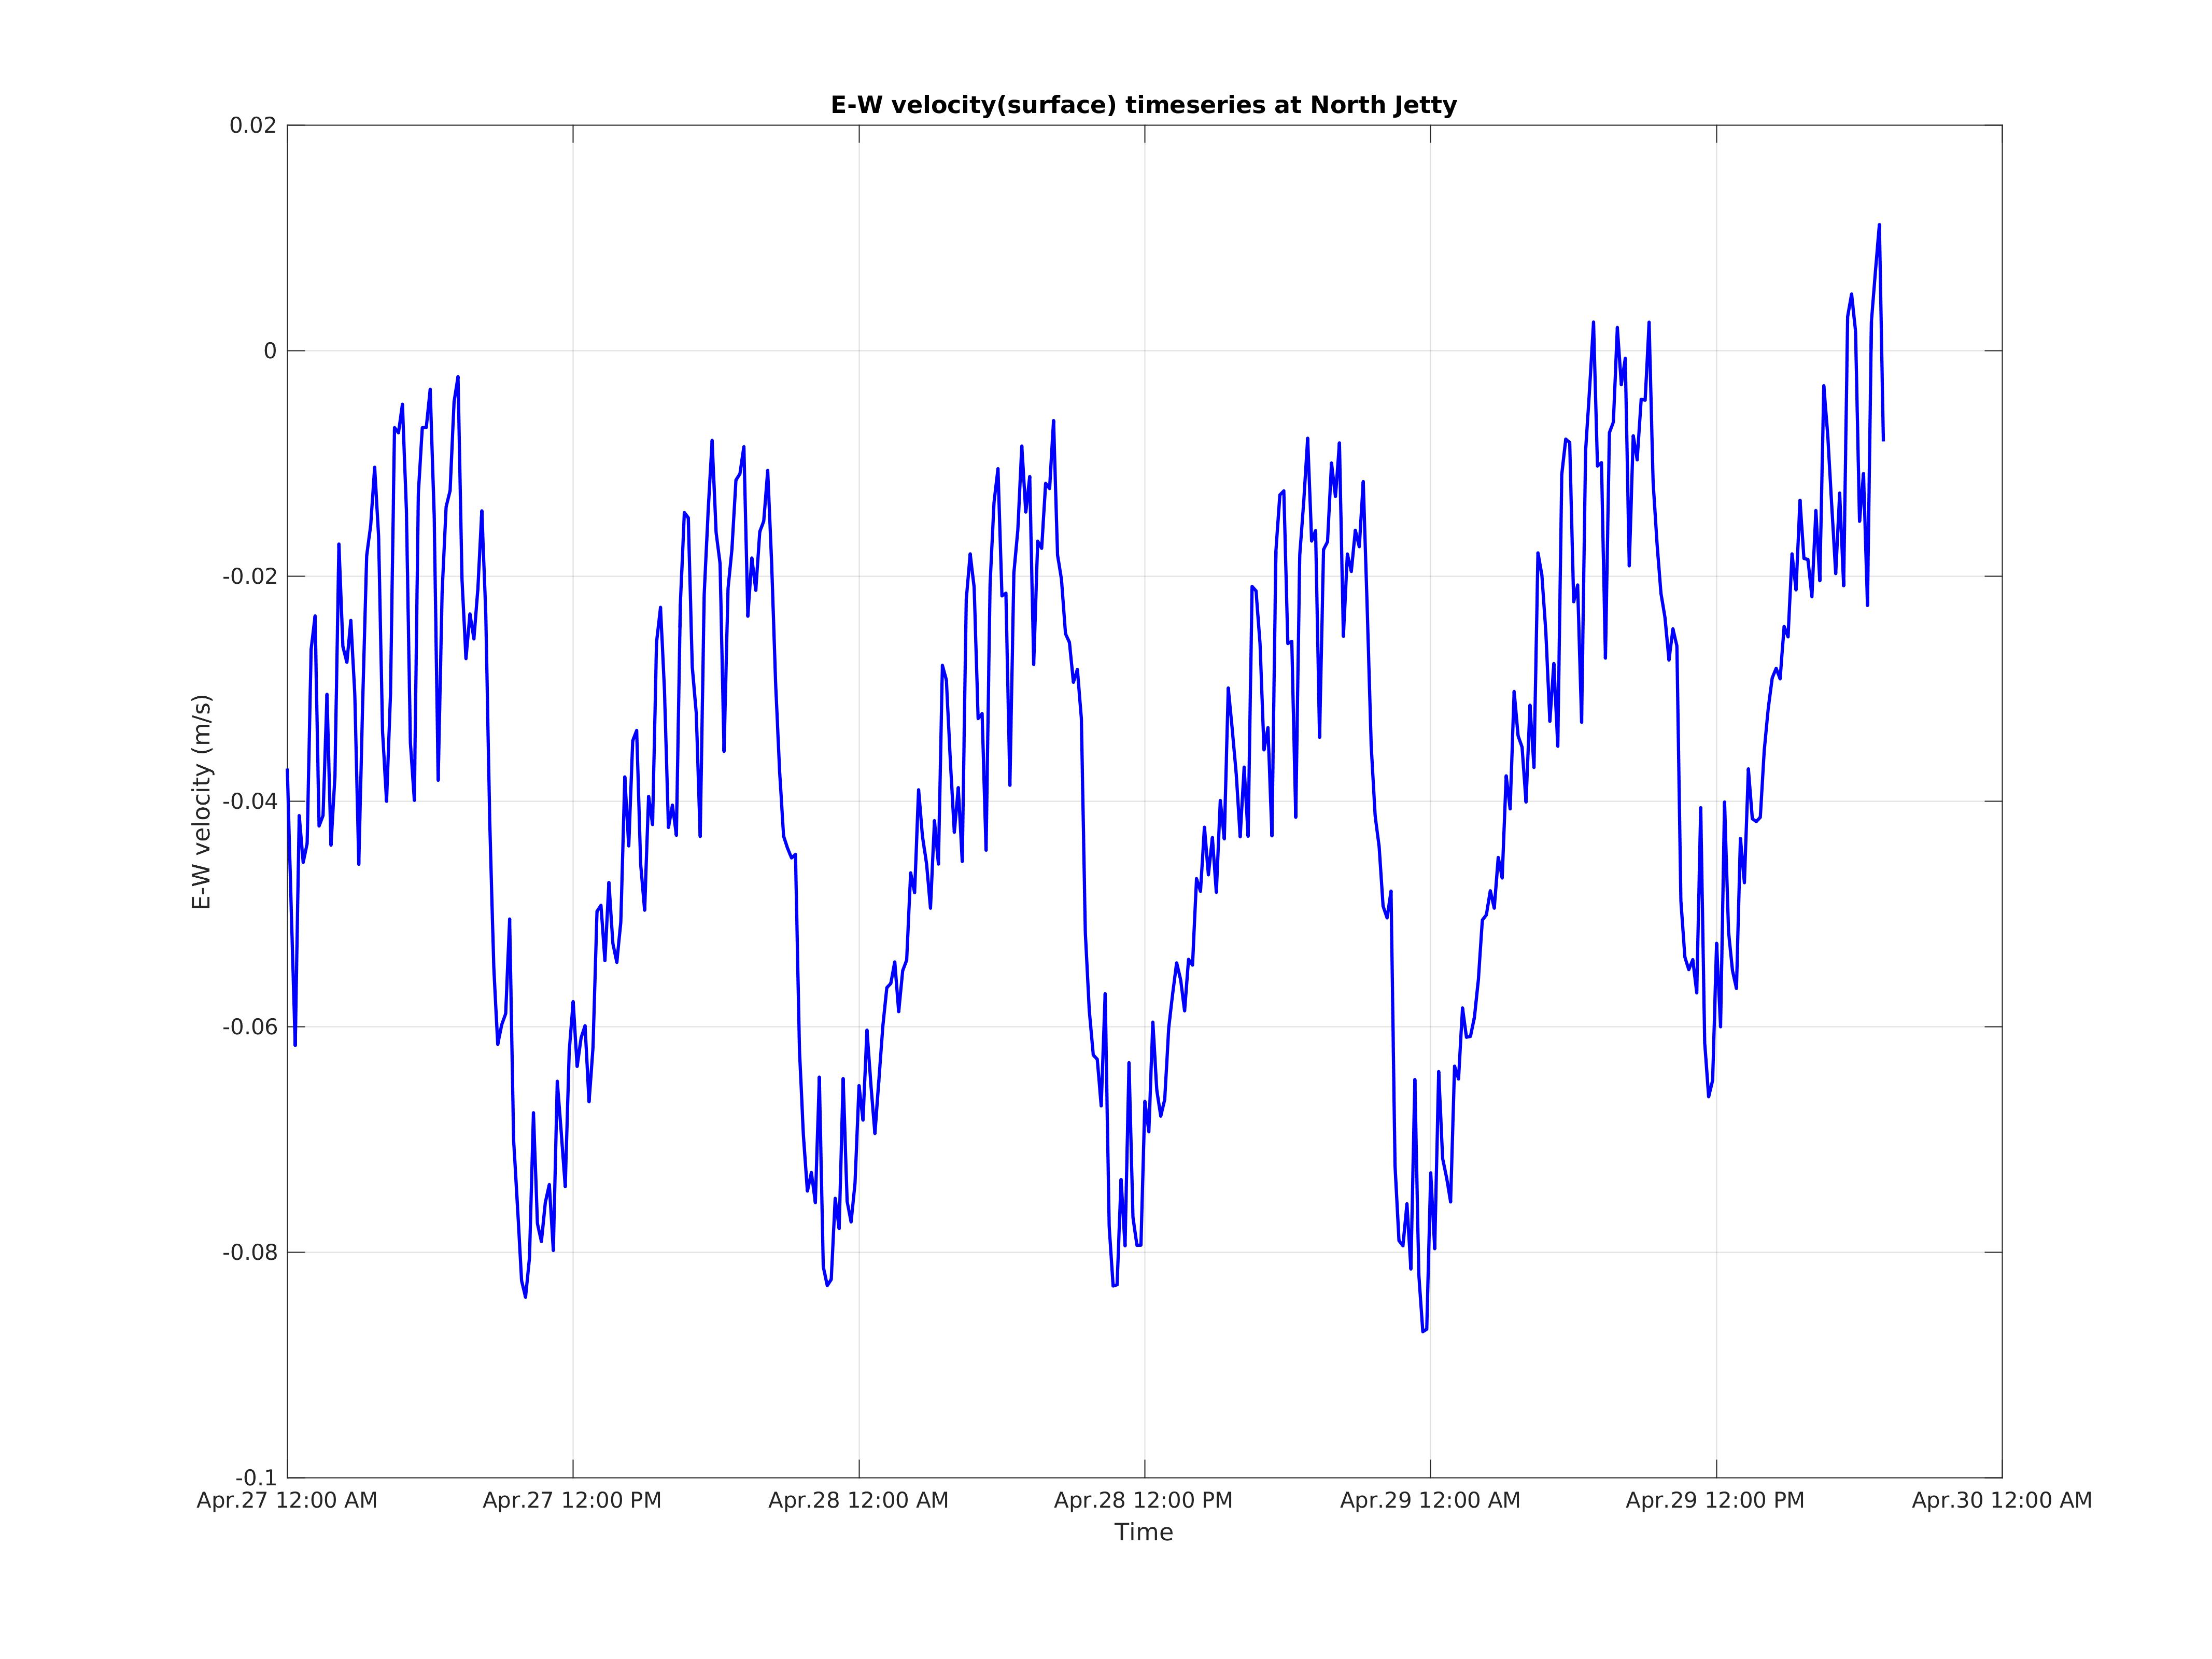 E-W velocity(surface) timeseries at North Jetty
0.02
0
-0.02
-0.04
-0.06
-0.08
-0.1
E-W velocity (m/s)
Apr.27 12:00 AM
Apr.27 12:00 PM
Apr.28 12:00 AM
Apr.28 12:00 PM
Apr.29 12:00 AM
Apr.29 12:00 PM
Apr.30 12:00 AM
Time